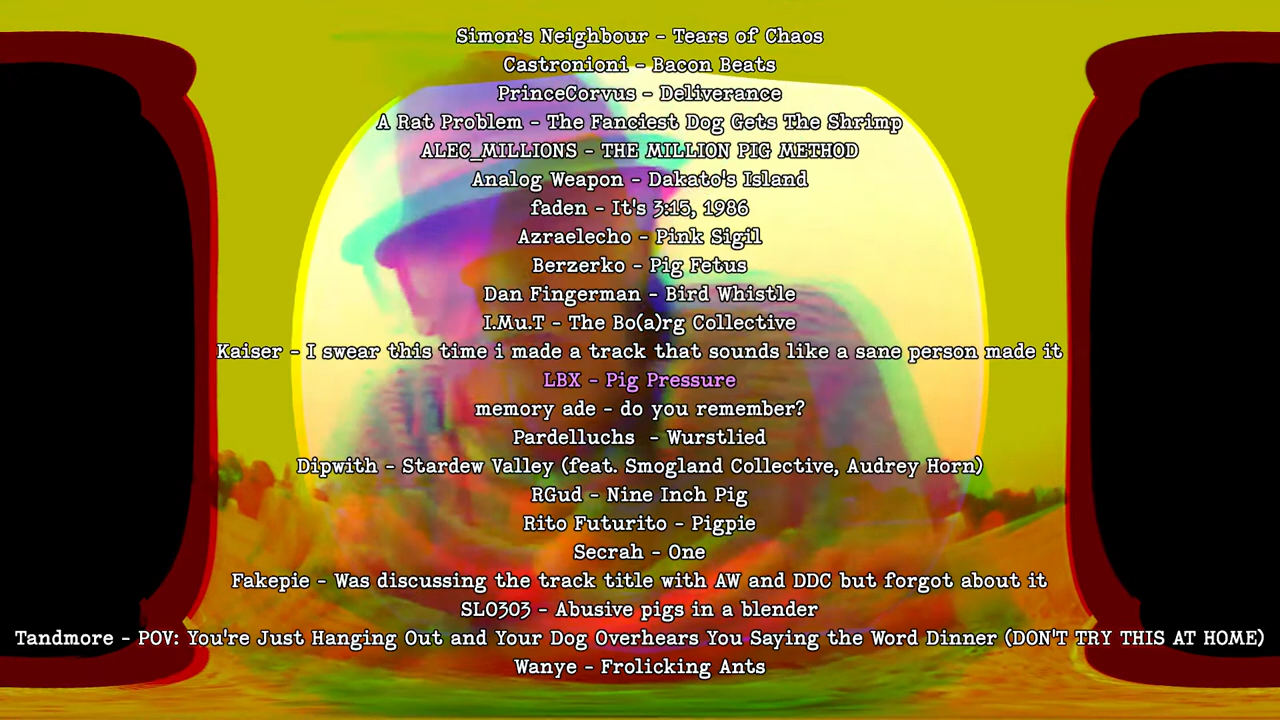 Simon's Neighbour - Tears of Chaos
Castronioni - Bacon Beats
PrinceCorvus - Deliverance
A Rat Problem - The Fanciest Dog Gets The Shrimp
ALEC_MILLIONS - THE MILLION PIG METHOD
Analog Weapon - Dakato's Island
faden - It's 3:15, 1986
Azraelecho - Pink Sigil
Berzerko - Pig Fetus
Dan Fingerman - Bird Whistle
I.Mu.T - The Bo(a)rg Collective
Kaiser - I swear this time i made a track that sounds like a sane person made it
LBX - Pig Pressure
memory ade - do you remember?
Pardelluchs - Wurstlied
Dipwith - Stardew Valley (feat. Smogland Collective, Audrey Horn)
RGud - Nine Inch Pig
Rito Futurito - Pigpie
Secrah - One
Fakepie - Was discussing the track title with AW and DDC but forgot about it
SLO303 - Abusive pigs in a blender
Tandmore - POV: You're Just Hanging Out and Your Dog Overhears You Saying the Word Dinner (DON'T TRY THIS AT HOME)
Wanye - Frolicking Ants